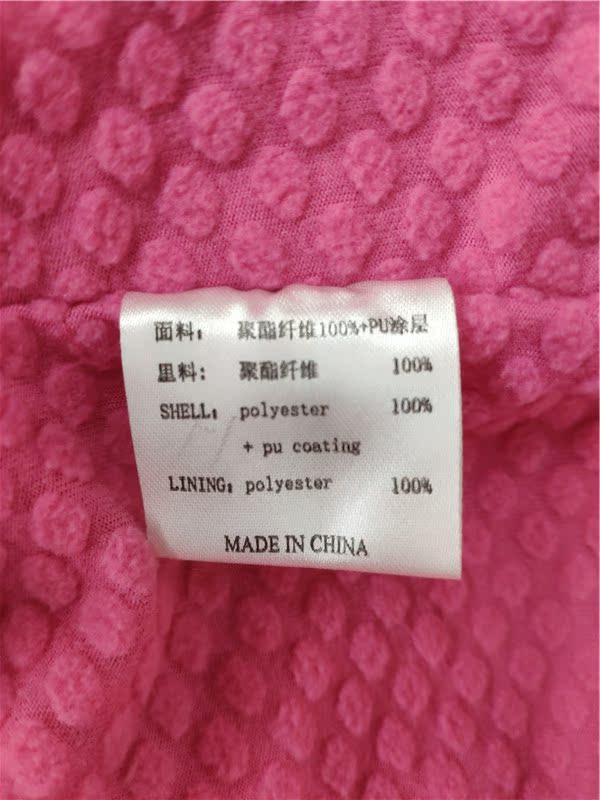 面料: 聚酯纤维100%+PU涂层
里料: 聚酯纤维 100%
SHELL: polyester 100%
+ pu coating
LINING: polyester 100%
MADE IN CHINA